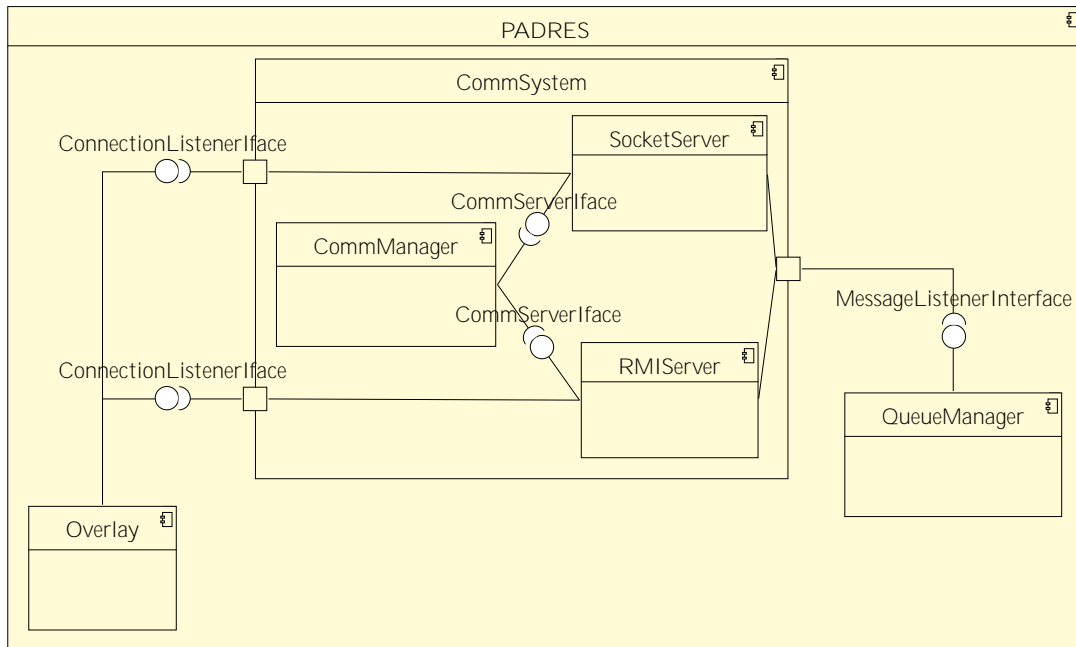 PADRES
CommSystem
ConnectionListenerIface
SocketServer
CommServerIface
CommManager
MessageListenerInterface
CommServerIface
ConnectionListenerIface
RMIServer
QueueManager
Overlay